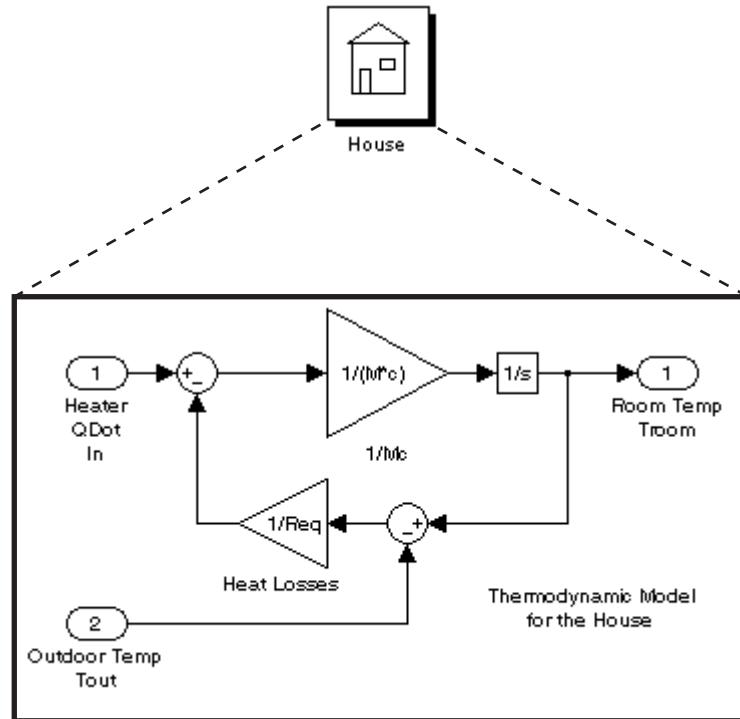 House
1
+
-
1/(M*c)
1/s
1
Heater
QDot
In
Room Temp
Troom
1/Mc
1/Req
-
+
Heat Losses
Thermodynamic Model
for the House
2
Outdoor Temp
Tout